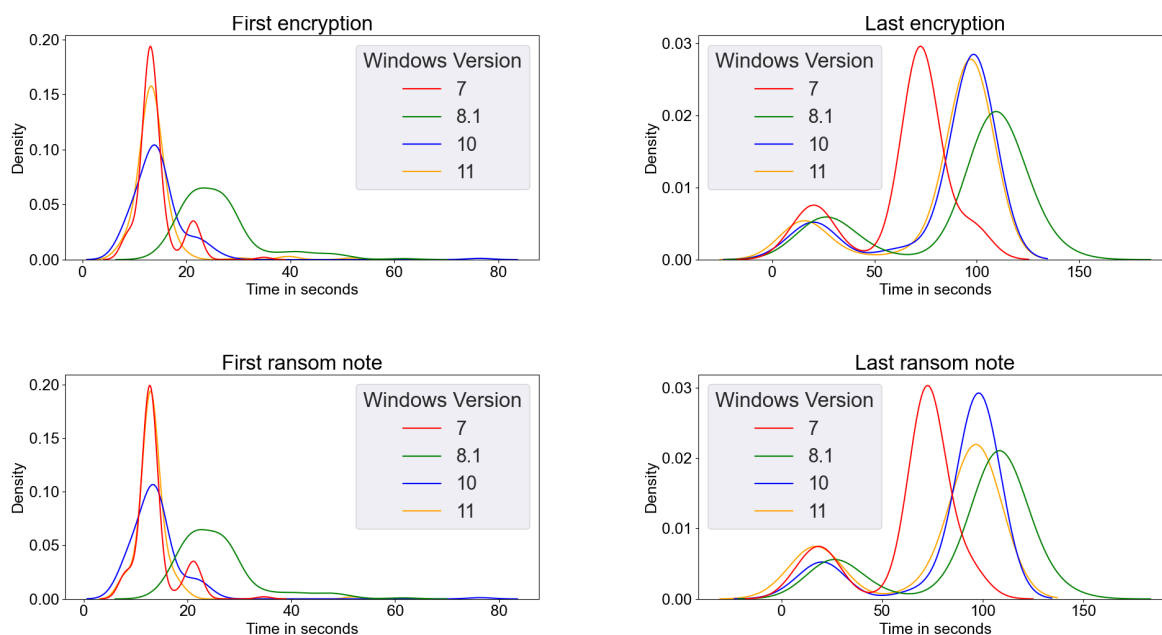 First encryption
0.20
0.15
0.10
0.05
0.00
Density
0 20 40 60 80
Time in seconds
Windows Version
7
8.1
10
11
Last encryption
0.03
0.02
0.01
0.00
Density
0 50 100 150
Time in seconds
Windows Version
7
8.1
10
11
First ransom note
0.20
0.15
0.10
0.05
0.00
Density
0 20 40 60 80
Time in seconds
Windows Version
7
8.1
10
11
Last ransom note
0.03
0.02
0.01
0.00
Density
0 50 100 150
Time in seconds
Windows Version
7
8.1
10
11